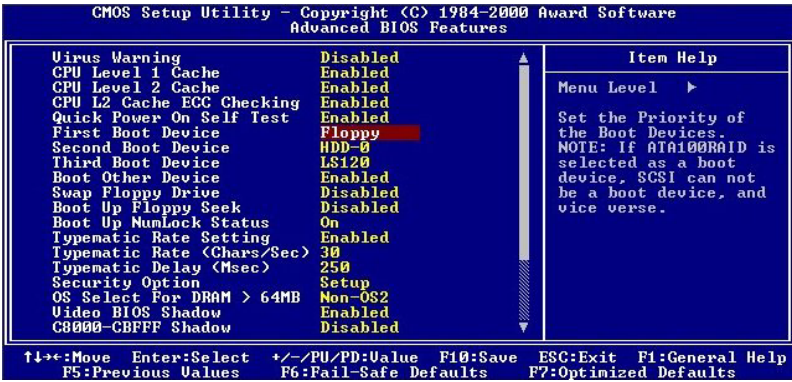 CMOS Setup Utility - Copyright (C) 1984-2000 Award Software
Advanced BIOS Features
Virus Warning Disabled
CPU Level 1 Cache Enabled
CPU Level 2 Cache Enabled
CPU L2 Cache ECC Checking Enabled
Quick Power On Self Test Enabled
First Boot Device Floppy
Second Boot Device HDD-0
Third Boot Device LS120
Boot Other Device Enabled
Swap Floppy Drive Disabled
Boot Up Floppy Seek Disabled
Boot Up NumLock Status On
Typematic Rate Setting Enabled
Typematic Rate (Chars/Sec) 30
Typematic Delay (Msec) 250
Security Option Setup
OS Select For DRAM > 64MB Non-OS2
Video BIOS Shadow Enabled
C8000-CBFFF Shadow Disabled
Item Help
Menu Level ►
Set the Priority of
the Boot Devices.
NOTE: If ATA100RAID is
selected as a boot
device, SCSI can not
be a boot device, and
vice verse.
↑↓→←:Move Enter:Select +/-/PU/PD:Value F10:Save ESC:Exit F1:General Help
F5:Previous Values F6:Fail-Safe Defaults F7:Optimized Defaults